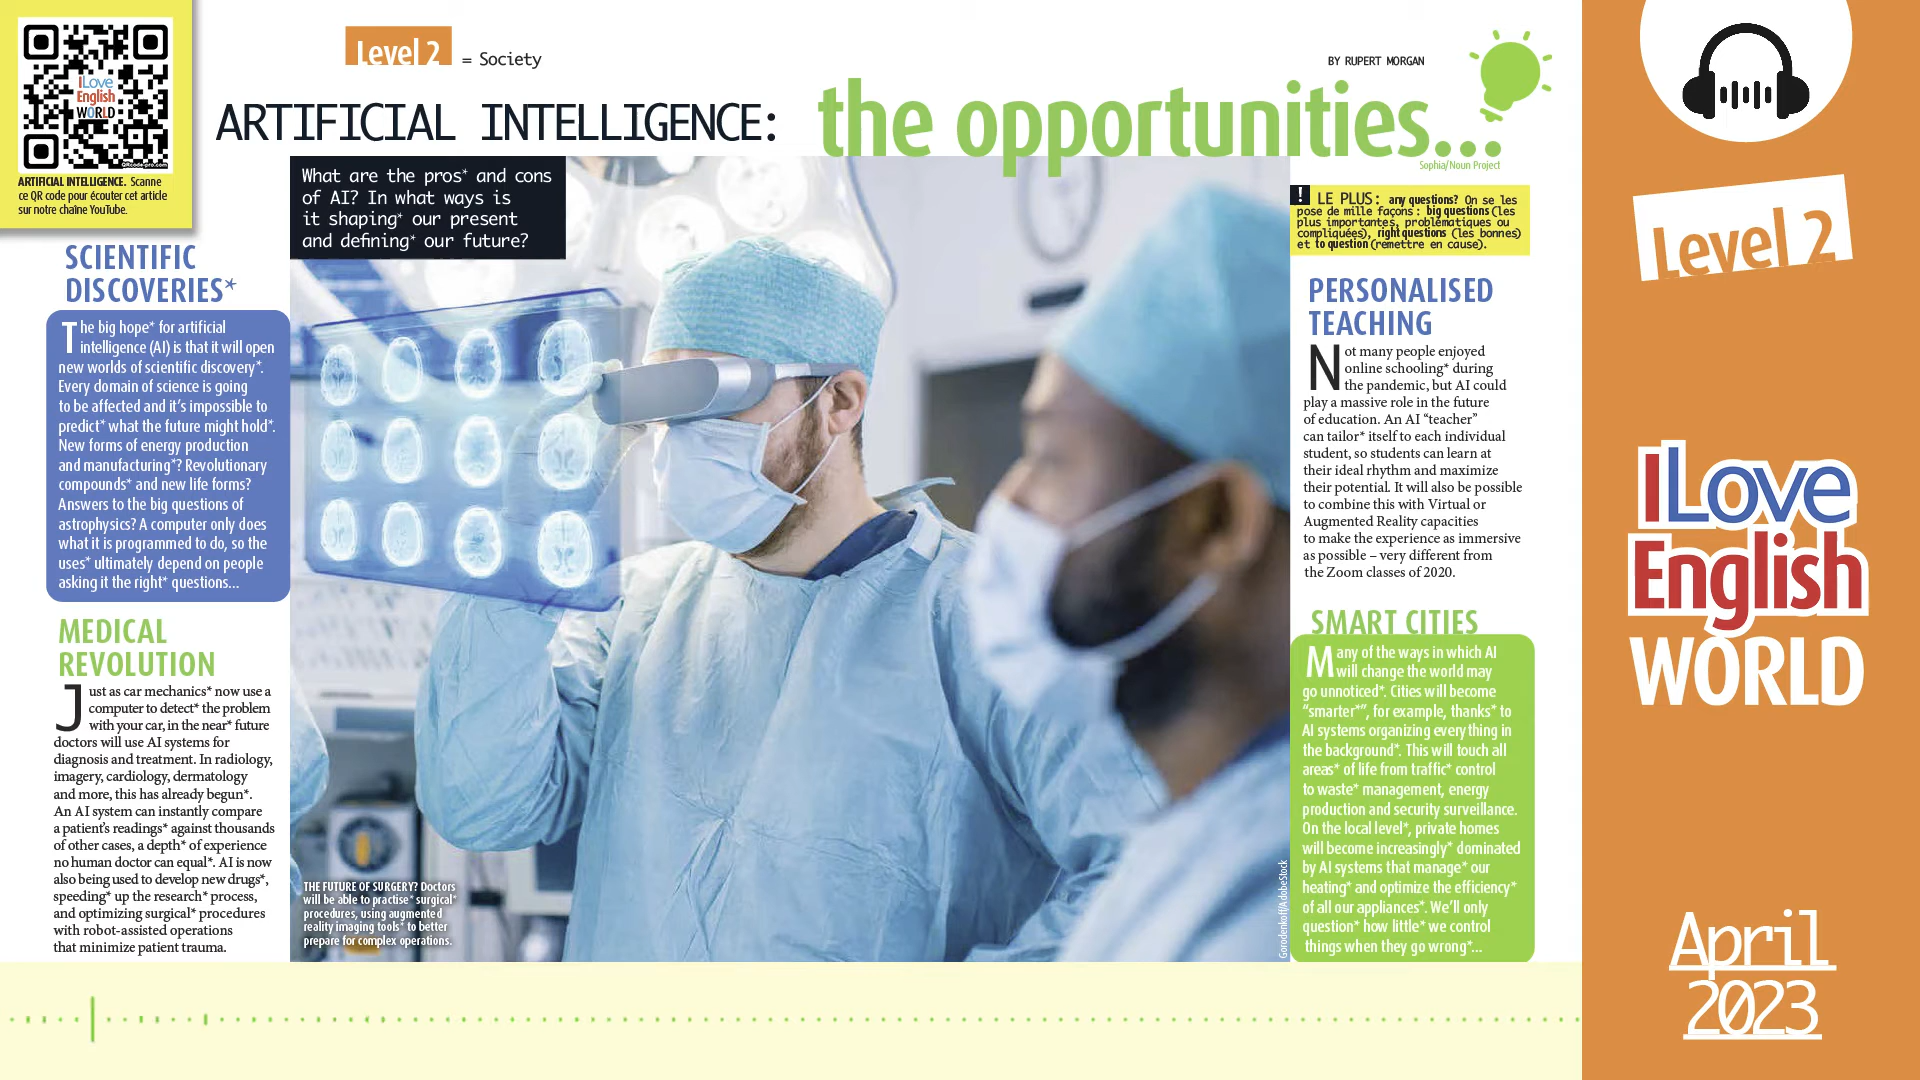 ILove
English
WORLD
QRcode-pro.com
ARTIFICIAL INTELLIGENCE. Scanne
ce QR code pour écouter cet article
sur notre chaîne YouTube.
Level 2 = Society
BY RUPERT MORGAN
ARTIFICIAL INTELLIGENCE: the opportunities...
Sophia/Noun Project
What are the pros* and cons
of AI? In what ways is
it shaping* our present
and defining* our future?
SCIENTIFIC
DISCOVERIES*
The big hope* for artificial
intelligence (AI) is that it will open
new worlds of scientific discovery*.
Every domain of science is going
to be affected and it's impossible to
predict* what the future might hold*.
New forms of energy production
and manufacturing*? Revolutionary
compounds* and new life forms?
Answers to the big questions of
astrophysics? A computer only does
what it is programmed to do, so the
uses* ultimately depend on people
asking it the right* questions...
MEDICAL
REVOLUTION
Just as car mechanics* now use a
computer to detect* the problem
with your car, in the near* future
doctors will use AI systems for
diagnosis and treatment. In radiology,
imagery, cardiology, dermatology
and more, this has already begun*.
An AI system can instantly compare
a patient's readings* against thousands
of other cases, a depth* of experience
no human doctor can equal*. AI is now
also being used to develop new drugs*,
speeding* up the research* process,
and optimizing surgical* procedures
with robot-assisted operations
that minimize patient trauma.
THE FUTURE OF SURGERY? Doctors
will be able to practise* surgical*
procedures, using augmented
reality imaging tools* to better
prepare for complex operations.
Gorodenkoff/AdobeStock
! LE PLUS: any questions? On se les
pose de mille façons : big questions (les
plus importantes, problématiques ou
compliquées), right questions (les bonnes)
et to question (remettre en cause).
PERSONALISED
TEACHING
Not many people enjoyed
online schooling* during
the pandemic, but AI could
play a massive role in the future
of education. An AI “teacher”
can tailor* itself to each individual
student, so students can learn at
their ideal rhythm and maximize
their potential. It will also be possible
to combine this with Virtual or
Augmented Reality capacities
to make the experience as immersive
as possible – very different from
the Zoom classes of 2020.
SMART CITIES
Many of the ways in which AI
will change the world may
go unnoticed*. Cities will become
“smarter*”, for example, thanks* to
AI systems organizing everything in
the background*. This will touch all
areas* of life from traffic* control
to waste* management, energy
production and security surveillance.
On the local level*, private homes
will become increasingly* dominated
by AI systems that manage* our
heating* and optimize the efficiency*
of all our appliances*. We'll only
question* how little* we control
things when they go wrong*...
Level 2
ILove
English
WORLD
April
2023